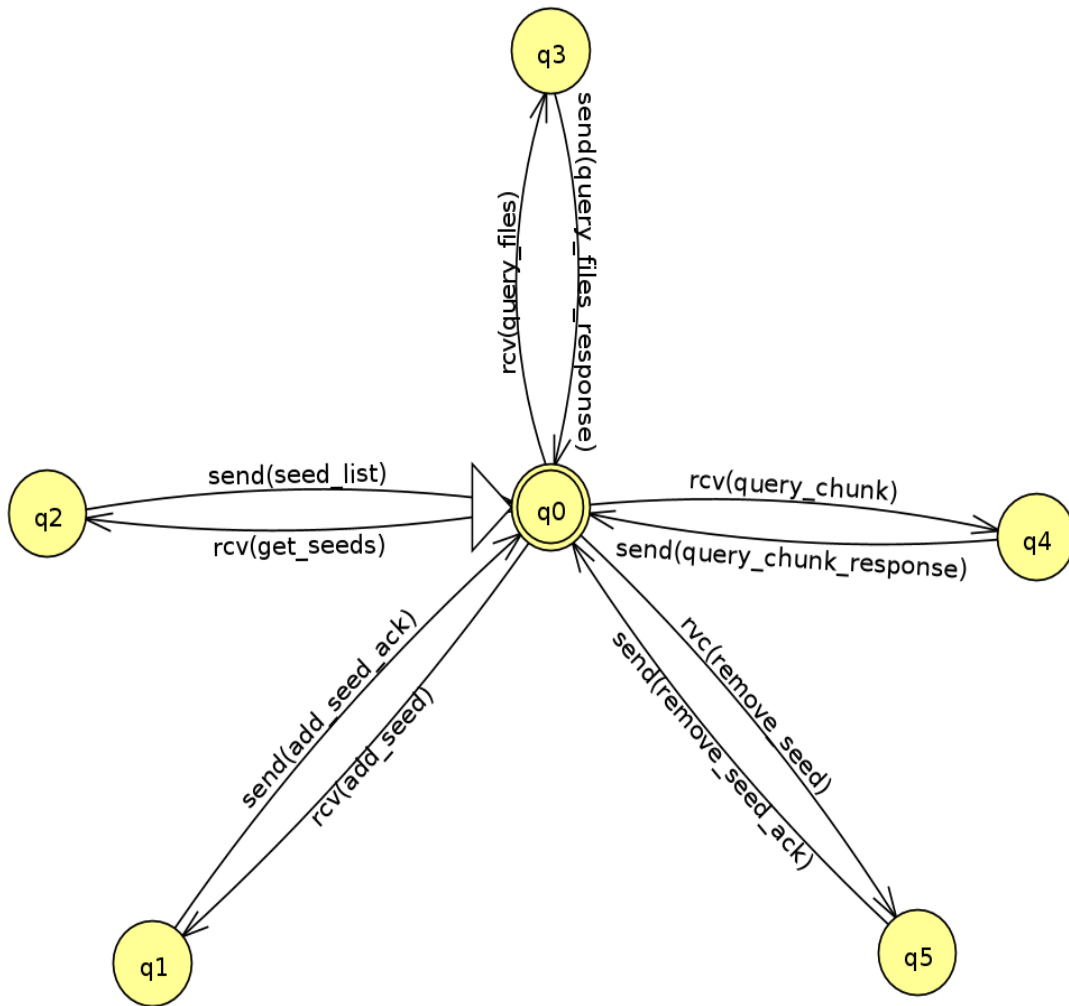 q3
send(query_files_response)
rcv(query_files)
send(seed_list)
rcv(query_chunk)
q2
q0
q4
rcv(get_seeds)
send(query_chunk_response)
send(add_seed_ack)
rvc(remove_seed)
rcv(add_seed)
send(remove_seed_ack)
q1
q5